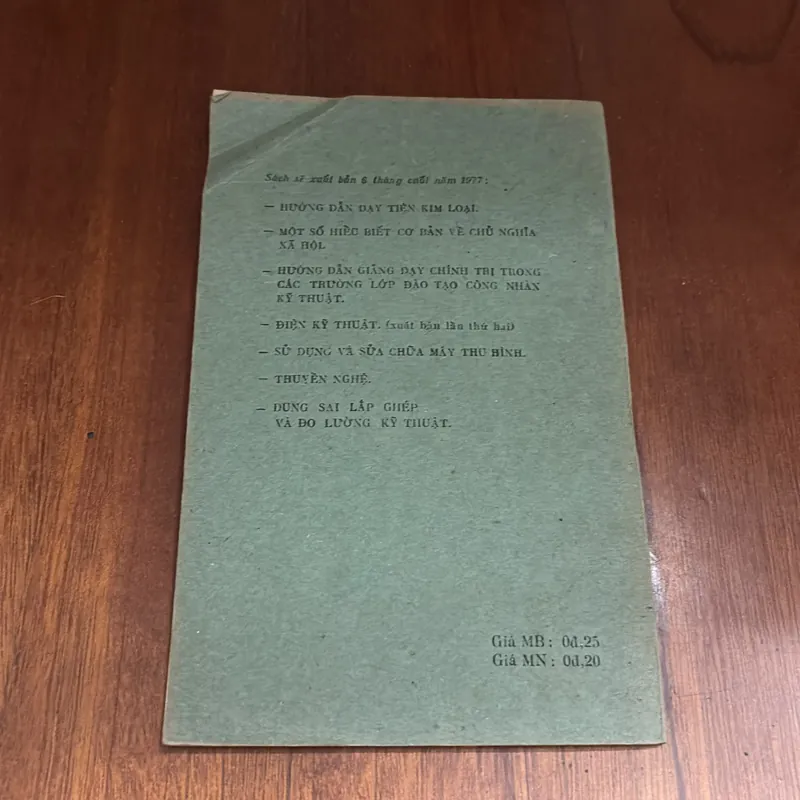 Sách sẽ xuất bản 6 tháng cuối năm 1977:
— HƯỚNG DẪN DẠY TIỆN KIM LOẠI.
— MỘT SỐ HIỂU BIẾT CƠ BẢN VỀ CHỦ NGHĨA
XÃ HỘI.
— HƯỚNG DẪN GIẢNG DẠY CHÍNH TRỊ TRONG
CÁC TRƯỜNG LỚP ĐÀO TẠO CÔNG NHÂN
KỸ THUẬT.
— ĐIỆN KỸ THUẬT. (xuất bản lần thứ hai)
— SỬ DỤNG VÀ SỬA CHỮA MÁY THU HÌNH.
— THUYỀN NGHỆ.
— DUNG SAI LẮP GHÉP
VÀ ĐO LƯỜNG KỸ THUẬT.
Giá MB: 0đ,25
Giá MN: 0đ,20